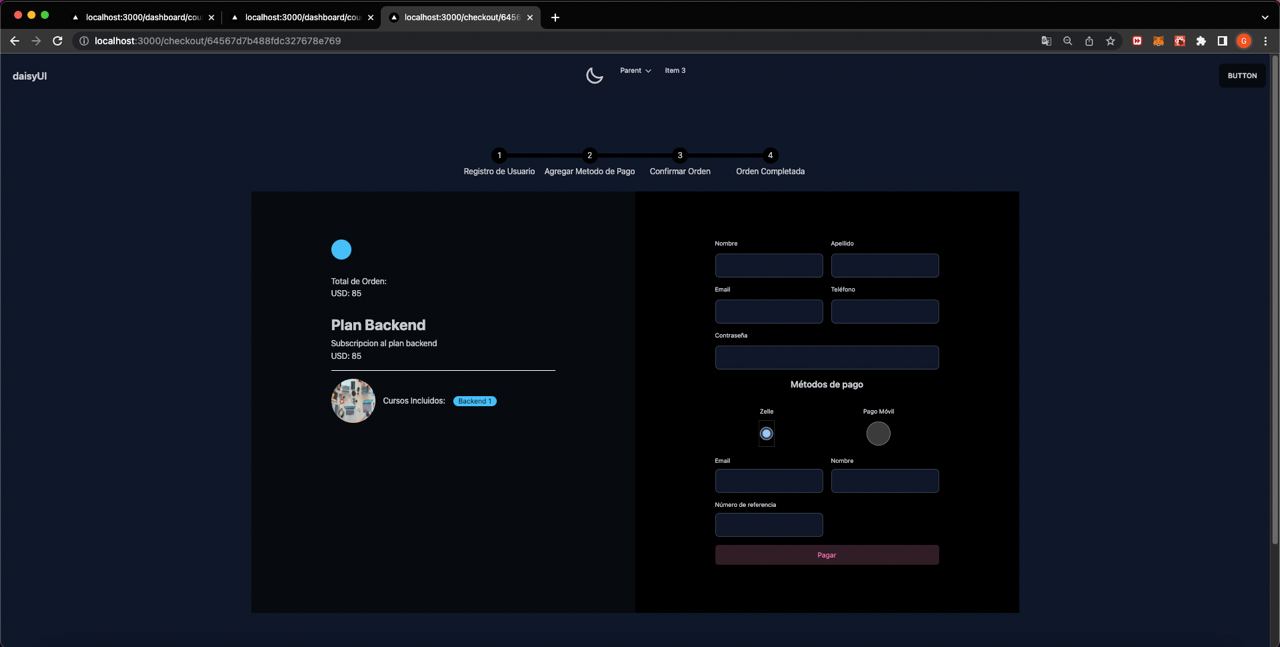 localhost:3000/dashboard/cou
localhost:3000/dashboard/cou
localhost:3000/checkout/6456
localhost:3000/checkout/64567d7b488fdc327678e769
G
daisyUI
Parent
Item 3
BUTTON
1 2 3 4
Registro de Usuario Agregar Metodo de Pago Confirmar Orden Orden Completada
Total de Orden:
USD: 85
Plan Backend
Subscripcion al plan backend
USD: 85
Cursos Incluidos: Backend 1
Nombre Apellido
Email Teléfono
Contraseña
Métodos de pago
Zelle Pago Móvil
Email Nombre
Número de referencia
Pagar